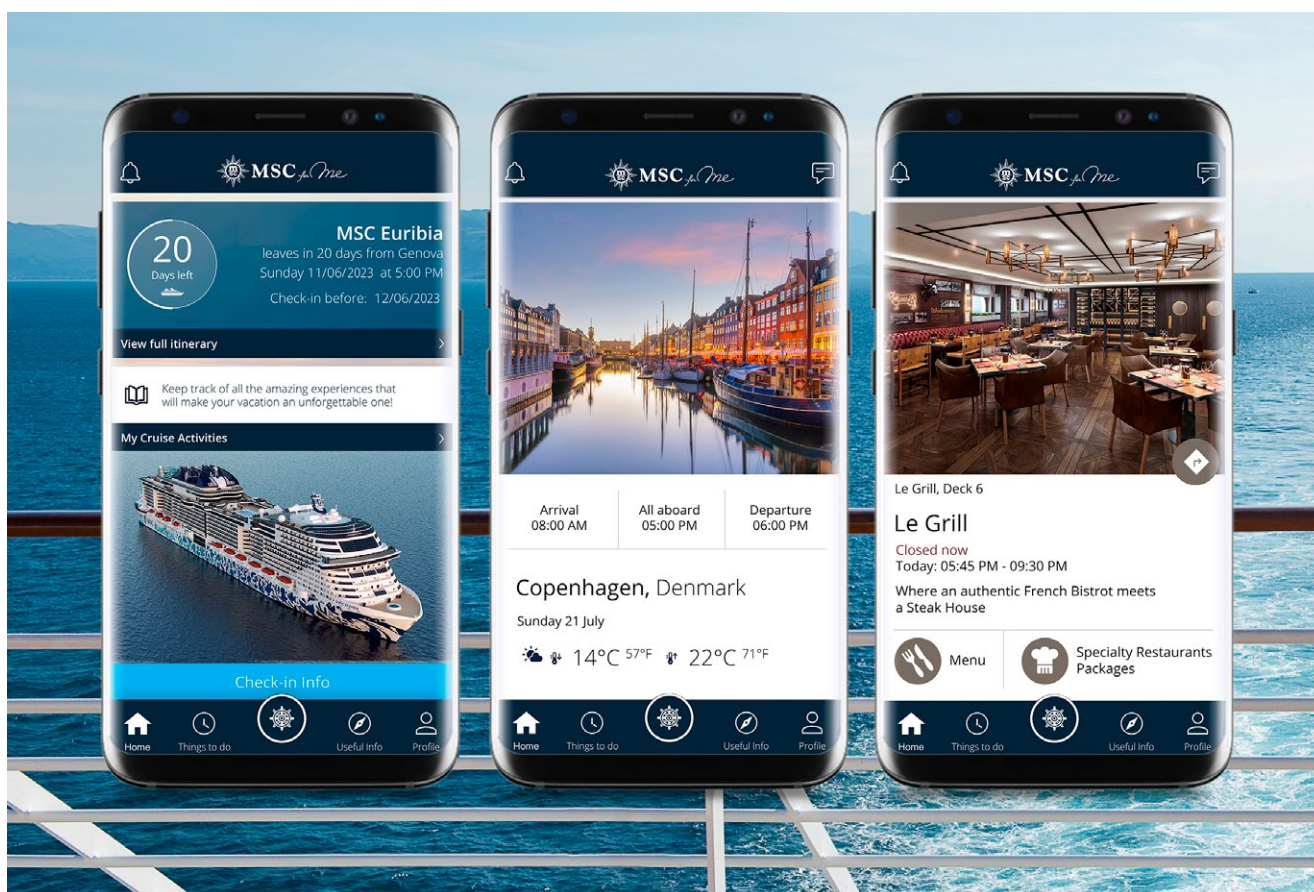 MSC for Me
20
Days left
MSC Euribia
leaves in 20 days from Genova
Sunday 11/06/2023 at 5:00 PM
Check-in before: 12/06/2023
View full itinerary
Keep track of all the amazing experiences that
will make your vacation an unforgettable one!
My Cruise Activities
Check-in Info
Home
Things to do
Useful Info
Profile
MSC for Me
Arrival
08:00 AM
All aboard
05:00 PM
Departure
06:00 PM
Copenhagen, Denmark
Sunday 21 July
14°C 57°F 22°C 71°F
Home
Things to do
Useful Info
Profile
MSC for Me
Le Grill, Deck 6
Le Grill
Closed now
Today: 05:45 PM - 09:30 PM
Where an authentic French Bistrot meets
a Steak House
Menu
Specialty Restaurants
Packages
Home
Things to do
Useful Info
Profile